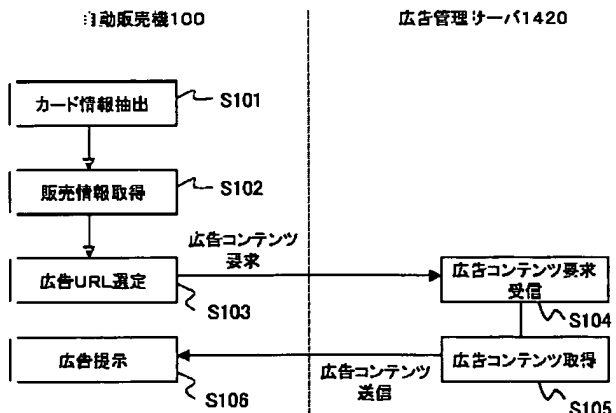 自動販売機100
広告管理サーバ1420
カード情報抽出
S101
販売情報取得
S102
広告コンテンツ
要求
広告URL選定
S103
広告コンテンツ要求
受信
S104
広告提示
S106
広告コンテンツ
送信
広告コンテンツ取得
S105